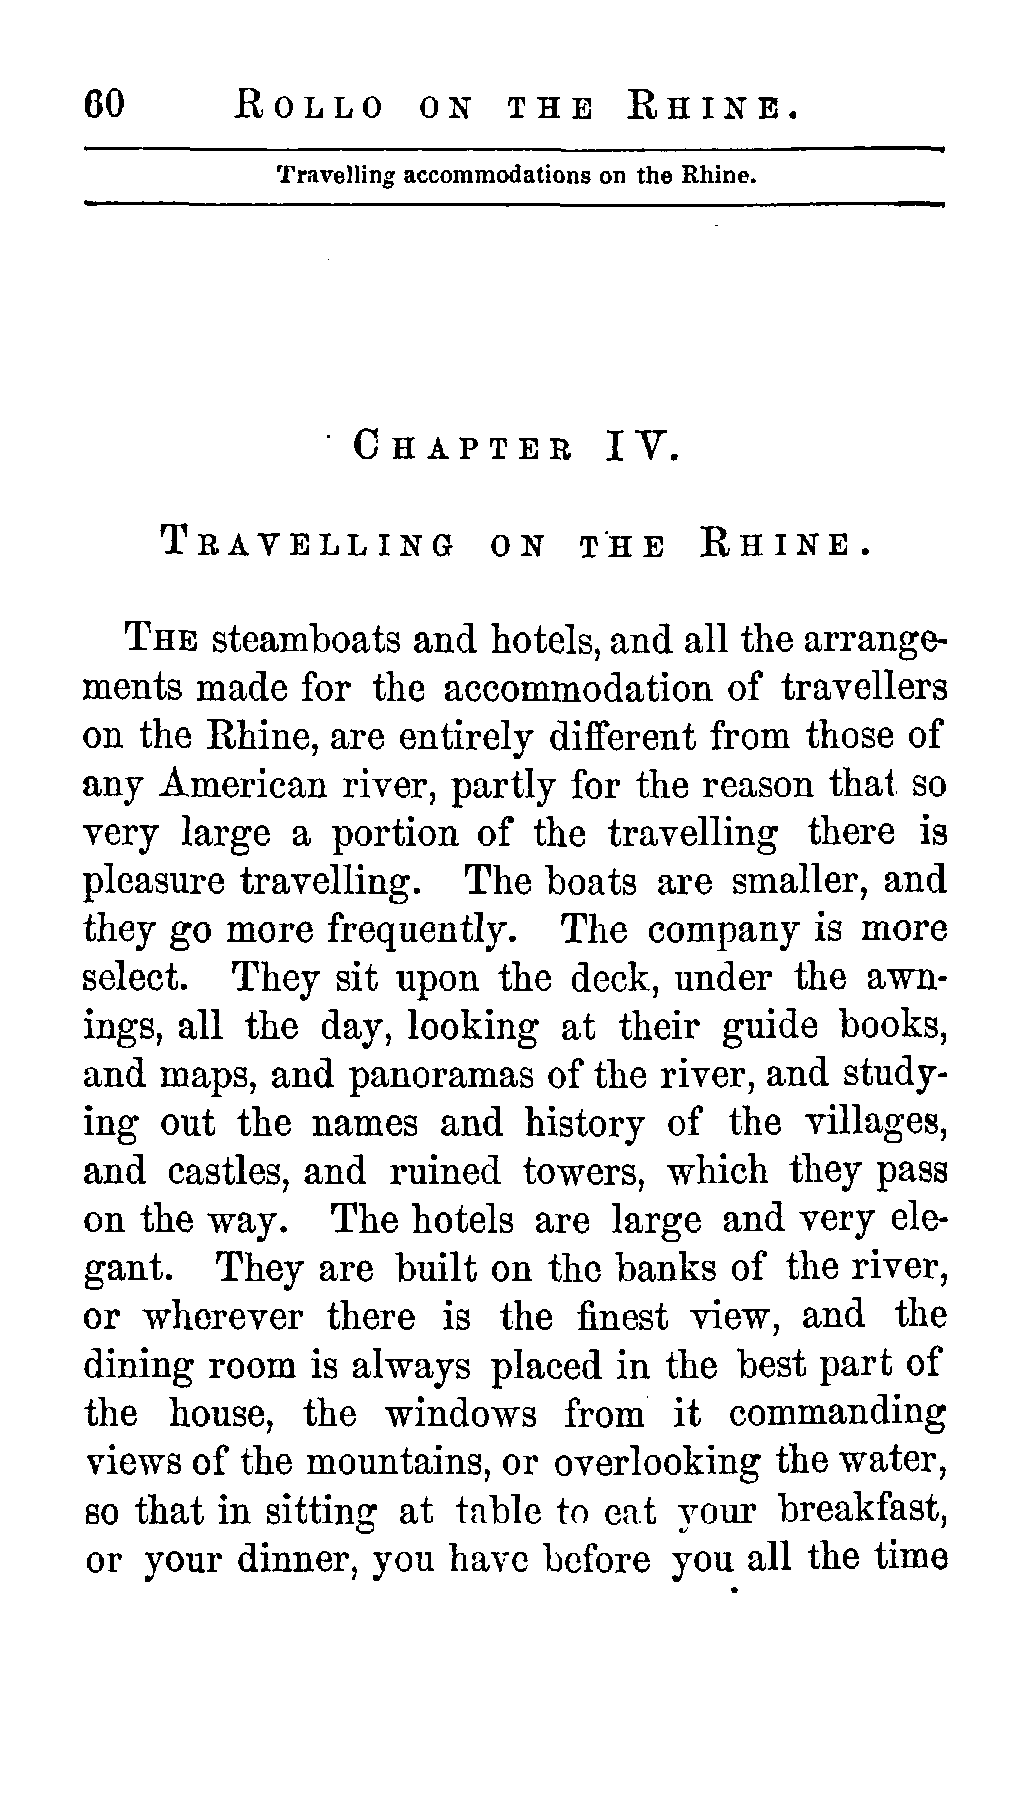 60 ROLLO ON THE RHINE.
Travelling accommodations on the Rhine.
CHAPTER IV.
TRAVELLING ON THE RHINE.
THE steamboats and hotels, and all the arrange-
ments made for the accommodation of travellers
on the Rhine, are entirely different from those of
any American river, partly for the reason that so
very large a portion of the travelling there is
pleasure travelling. The boats are smaller, and
they go more frequently. The company is more
select. They sit upon the deck, under the awn-
ings, all the day, looking at their guide books,
and maps, and panoramas of the river, and study-
ing out the names and history of the villages,
and castles, and ruined towers, which they pass
on the way. The hotels are large and very ele-
gant. They are built on the banks of the river,
or wherever there is the finest view, and the
dining room is always placed in the best part of
the house, the windows from it commanding
views of the mountains, or overlooking the water,
so that in sitting at table to eat your breakfast,
or your dinner, you have before you all the time